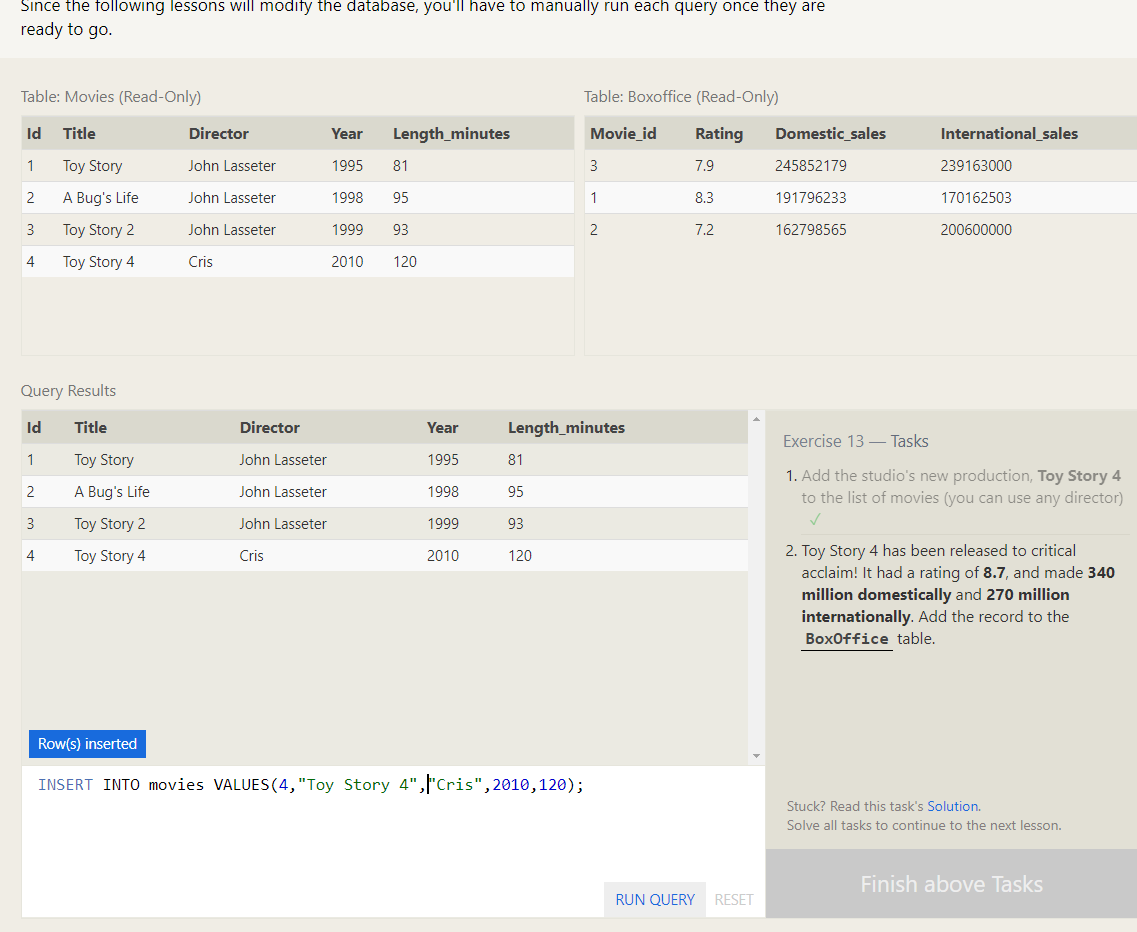 Since the following lessons will modify the database, you'll have to manually run each query once they are
ready to go.
Table: Movies (Read-Only)
Id Title Director Year Length_minutes
1 Toy Story John Lasseter 1995 81
2 A Bug's Life John Lasseter 1998 95
3 Toy Story 2 John Lasseter 1999 93
4 Toy Story 4 Cris 2010 120
Table: Boxoffice (Read-Only)
Movie_id Rating Domestic_sales International_sales
3 7.9 245852179 239163000
1 8.3 191796233 170162503
2 7.2 162798565 200600000
Query Results
Id Title Director Year Length_minutes
1 Toy Story John Lasseter 1995 81
2 A Bug's Life John Lasseter 1998 95
3 Toy Story 2 John Lasseter 1999 93
4 Toy Story 4 Cris 2010 120
Row(s) inserted
INSERT INTO movies VALUES(4,"Toy Story 4","Cris",2010,120);
RUN QUERY RESET
Exercise 13 — Tasks
1. Add the studio's new production, Toy Story 4
to the list of movies (you can use any director)
✓
2. Toy Story 4 has been released to critical
acclaim! It had a rating of 8.7, and made 340
million domestically and 270 million
internationally. Add the record to the
BoxOffice table.
Stuck? Read this task's Solution.
Solve all tasks to continue to the next lesson.
Finish above Tasks